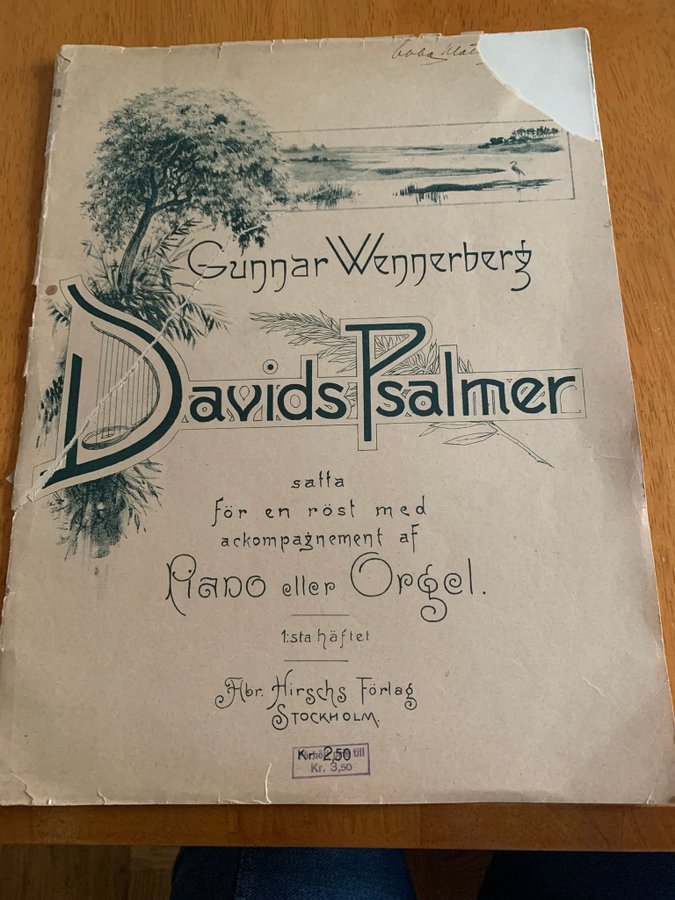 Gunnar Wennerberg
Davids Psalmer
satta
för en röst med
ackompagnement af
Piano eller Orgel.
1:sta häftet
Abr. Hirschs Förlag
STOCKHOLM.
Kr. 2,50
till
Kr. 3,50